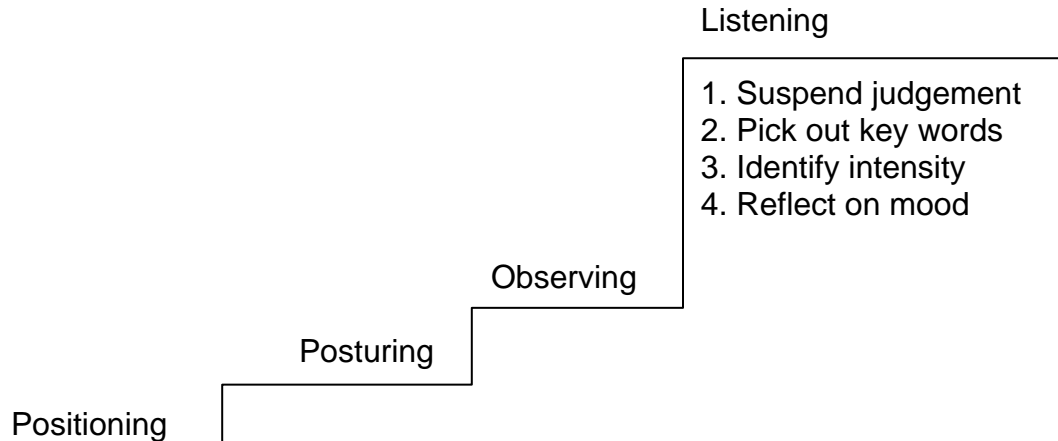 Listening
1. Suspend judgement
2. Pick out key words
3. Identify intensity
4. Reflect on mood
Observing
Posturing
Positioning